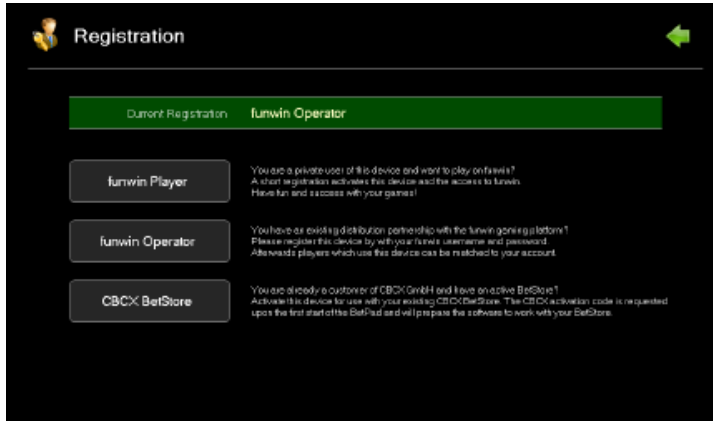 Registration
Current Registration funwin Operator
funwin Player
You are a private user of this device and want to play on funwin?
A short registration activates this device and the access to funwin.
Have fun and success with your games!
funwin Operator
You have an existing distribution partnership with the funwin gaming platform?
Please register this device by with your funwin username and password.
Afterwards players which use this device can be matched to your account.
CBCX BetStore
You are already a customer of CBCX GmbH and have an active BetStore?
Activate this device for use with your existing CBCX BetStore. The CBCX activation code is requested
upon the first start of the BetPad and will prepare the software to work with your BetStore.